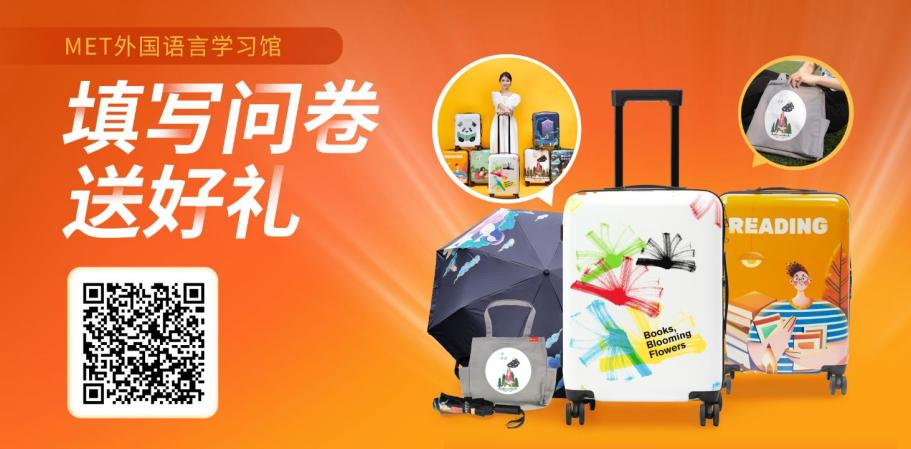 MET外国语言学习馆
填写问卷
送好礼
READING
Books,
Blooming
Flowers